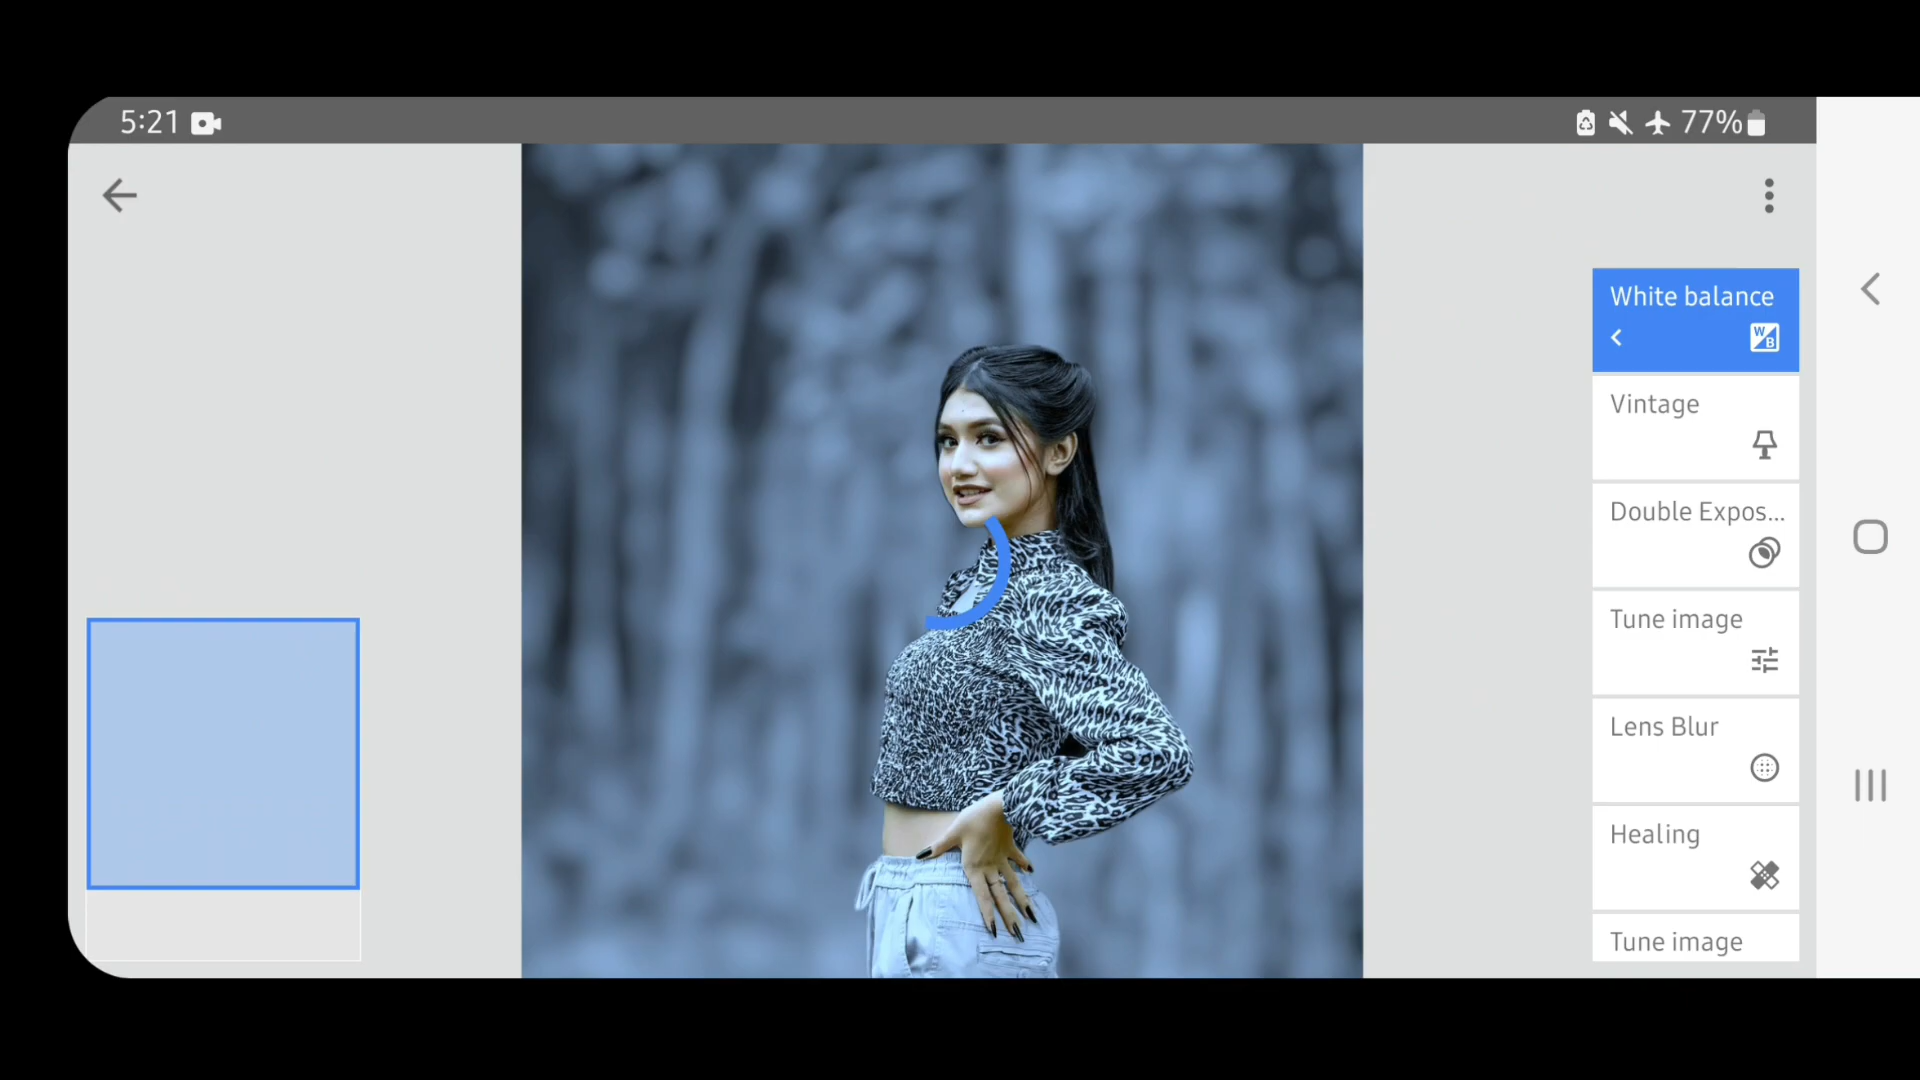 5:21
77%
White balance
W
B
Vintage
Double Expos...
Tune image
Lens Blur
Healing
Tune image